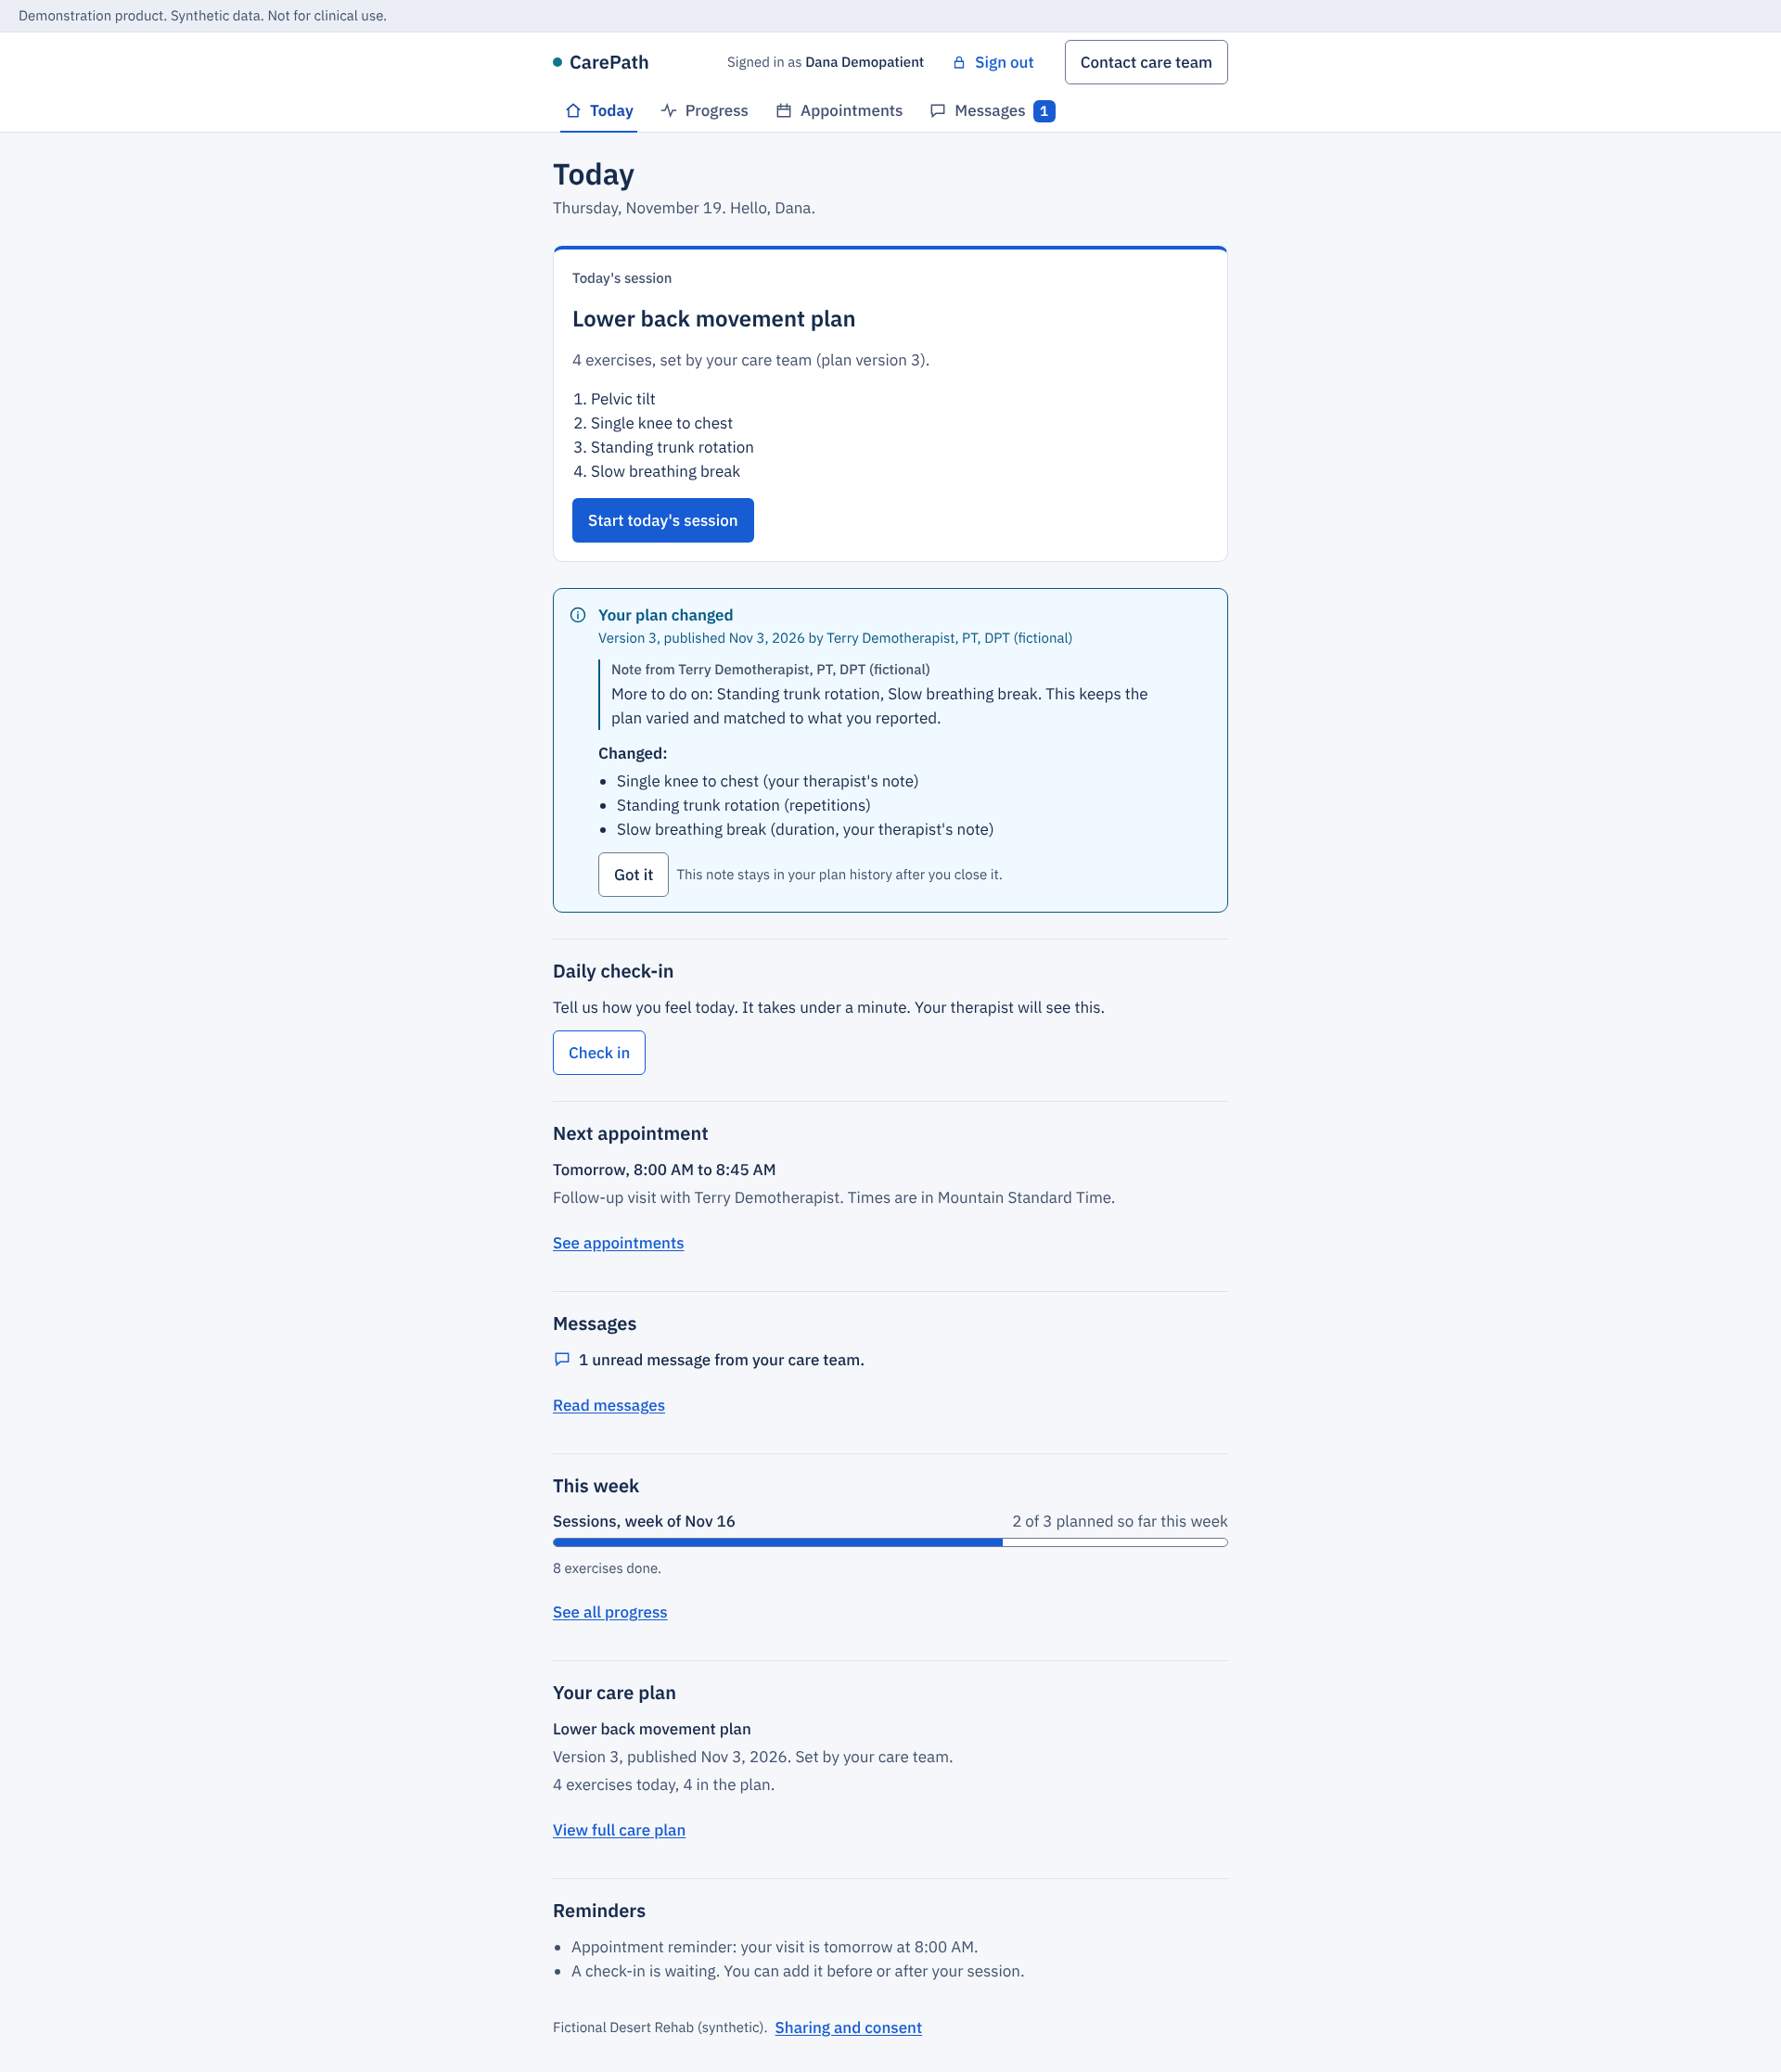 Demonstration product. Synthetic data. Not for clinical use.
CarePath
Signed in as Dana Demopatient
Sign out
Contact care team
Today
Progress
Appointments
Messages 1
Today
Thursday, November 19. Hello, Dana.
Today's session
Lower back movement plan
4 exercises, set by your care team (plan version 3).
1. Pelvic tilt
2. Single knee to chest
3. Standing trunk rotation
4. Slow breathing break
Start today's session
Your plan changed
Version 3, published Nov 3, 2026 by Terry Demotherapist, PT, DPT (fictional)
Note from Terry Demotherapist, PT, DPT (fictional)
More to do on: Standing trunk rotation, Slow breathing break. This keeps the
plan varied and matched to what you reported.
Changed:
• Single knee to chest (your therapist's note)
• Standing trunk rotation (repetitions)
• Slow breathing break (duration, your therapist's note)
Got it
This note stays in your plan history after you close it.
Daily check-in
Tell us how you feel today. It takes under a minute. Your therapist will see this.
Check in
Next appointment
Tomorrow, 8:00 AM to 8:45 AM
Follow-up visit with Terry Demotherapist. Times are in Mountain Standard Time.
See appointments
Messages
1 unread message from your care team.
Read messages
This week
Sessions, week of Nov 16
2 of 3 planned so far this week
8 exercises done.
See all progress
Your care plan
Lower back movement plan
Version 3, published Nov 3, 2026. Set by your care team.
4 exercises today, 4 in the plan.
View full care plan
Reminders
• Appointment reminder: your visit is tomorrow at 8:00 AM.
• A check-in is waiting. You can add it before or after your session.
Fictional Desert Rehab (synthetic). Sharing and consent